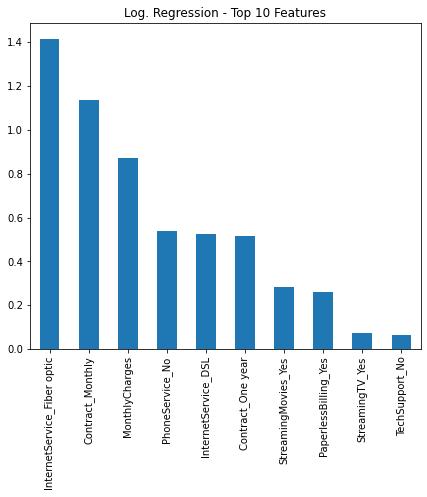 Log. Regression - Top 10 Features
1.4
1.2
1.0
0.8
0.6
0.4
0.2
0.0
InternetService_Fiber optic
Contract_Monthly
MonthlyCharges
PhoneService_No
InternetService_DSL
Contract_One year
StreamingMovies_Yes
PaperlessBilling_Yes
StreamingTV_Yes
TechSupport_No